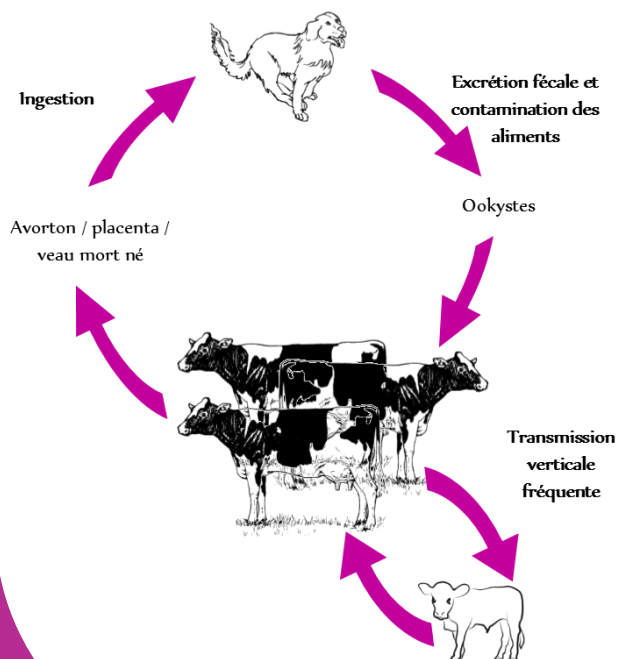 Ingestion
Excrétion fécale et
contamination des
aliments
Ookystes
Avorton / placenta /
veau mort né
Transmission
verticale
fréquente